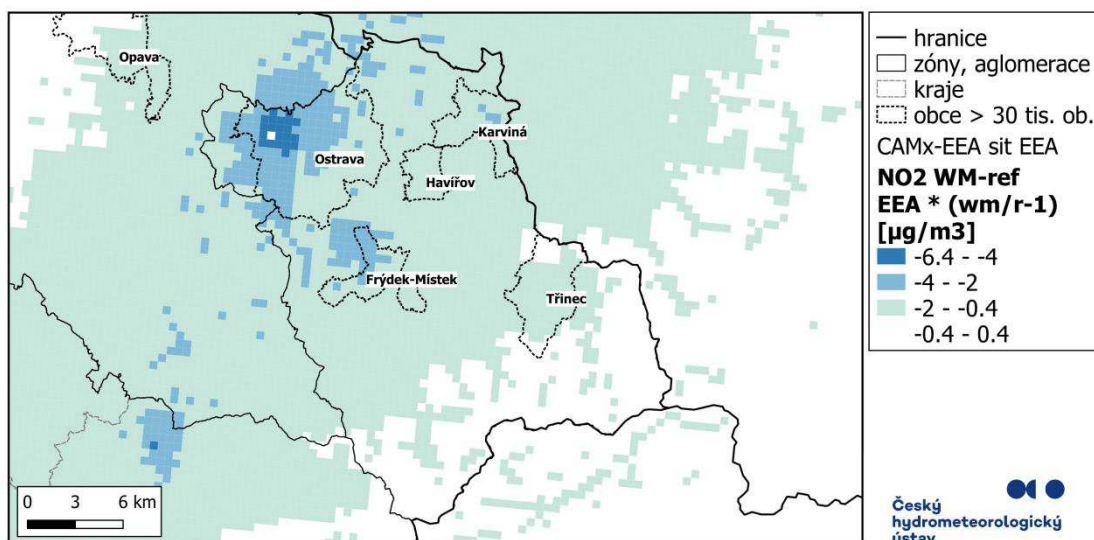 Opava
Ostrava
Karviná
Havířov
Frýdek-Místek
Třinec
0 3 6 km
hranice
zóny, aglomerace
kraje
obce > 30 tis. ob.
CAMx-EEA sit EEA
NO2 WM-ref
EEA * (wm/r-1)
[µg/m3]
-6.4 - -4
-4 - -2
-2 - -0.4
-0.4 - 0.4
Český
hydrometeorologický
ústav